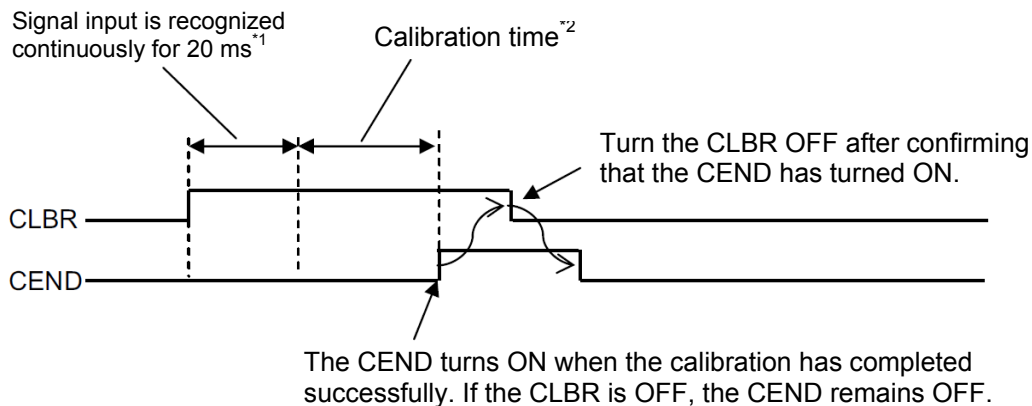 Signal input is recognized
continuously for 20 ms*1
Calibration time*2
Turn the CLBR OFF after confirming
that the CEND has turned ON.
CLBR
CEND
The CEND turns ON when the calibration has completed
successfully. If the CLBR is OFF, the CEND remains OFF.